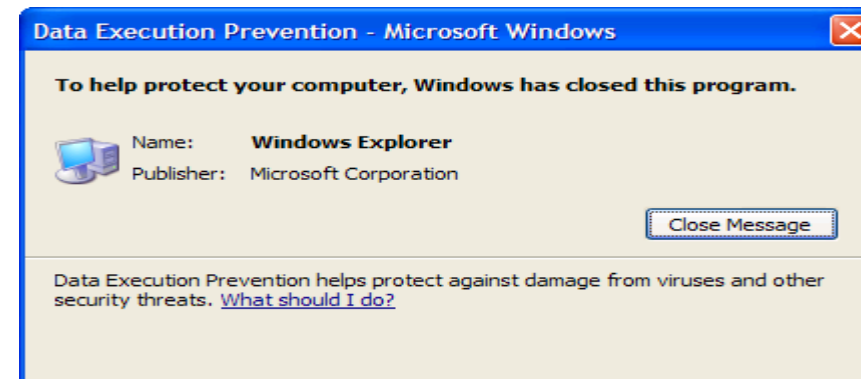 Data Execution Prevention - Microsoft Windows
To help protect your computer, Windows has closed this program.
Name: Windows Explorer
Publisher: Microsoft Corporation
Close Message
Data Execution Prevention helps protect against damage from viruses and other
security threats. What should I do?